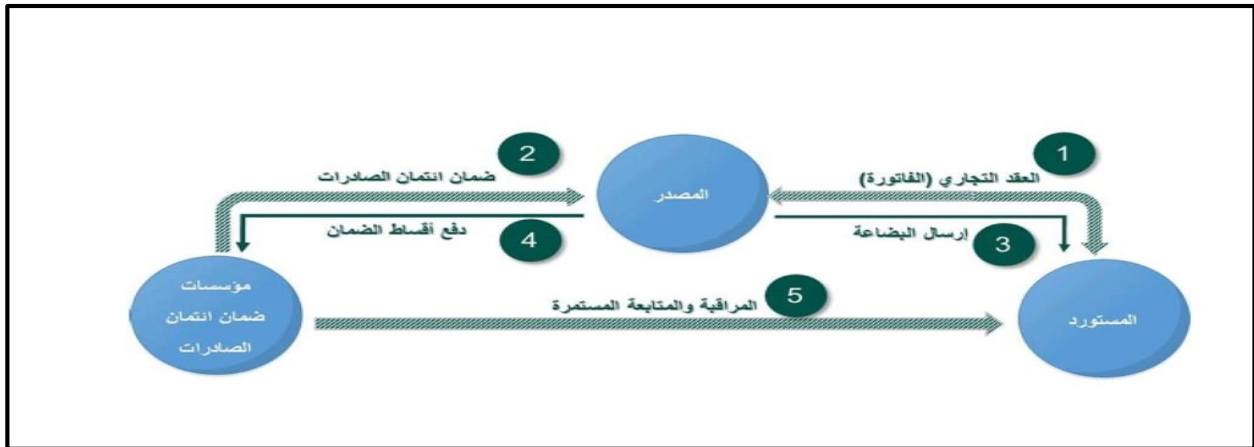 1
العقد التجاري (الفاتورة)
2
ضمان ائتمان الصادرات
المصدر
3
إرسال البضاعة
4
دفع أقساط الضمان
المستورد
مؤسسات
ضمان ائتمان
الصادرات
5
المراقبة والمتابعة المستمرة